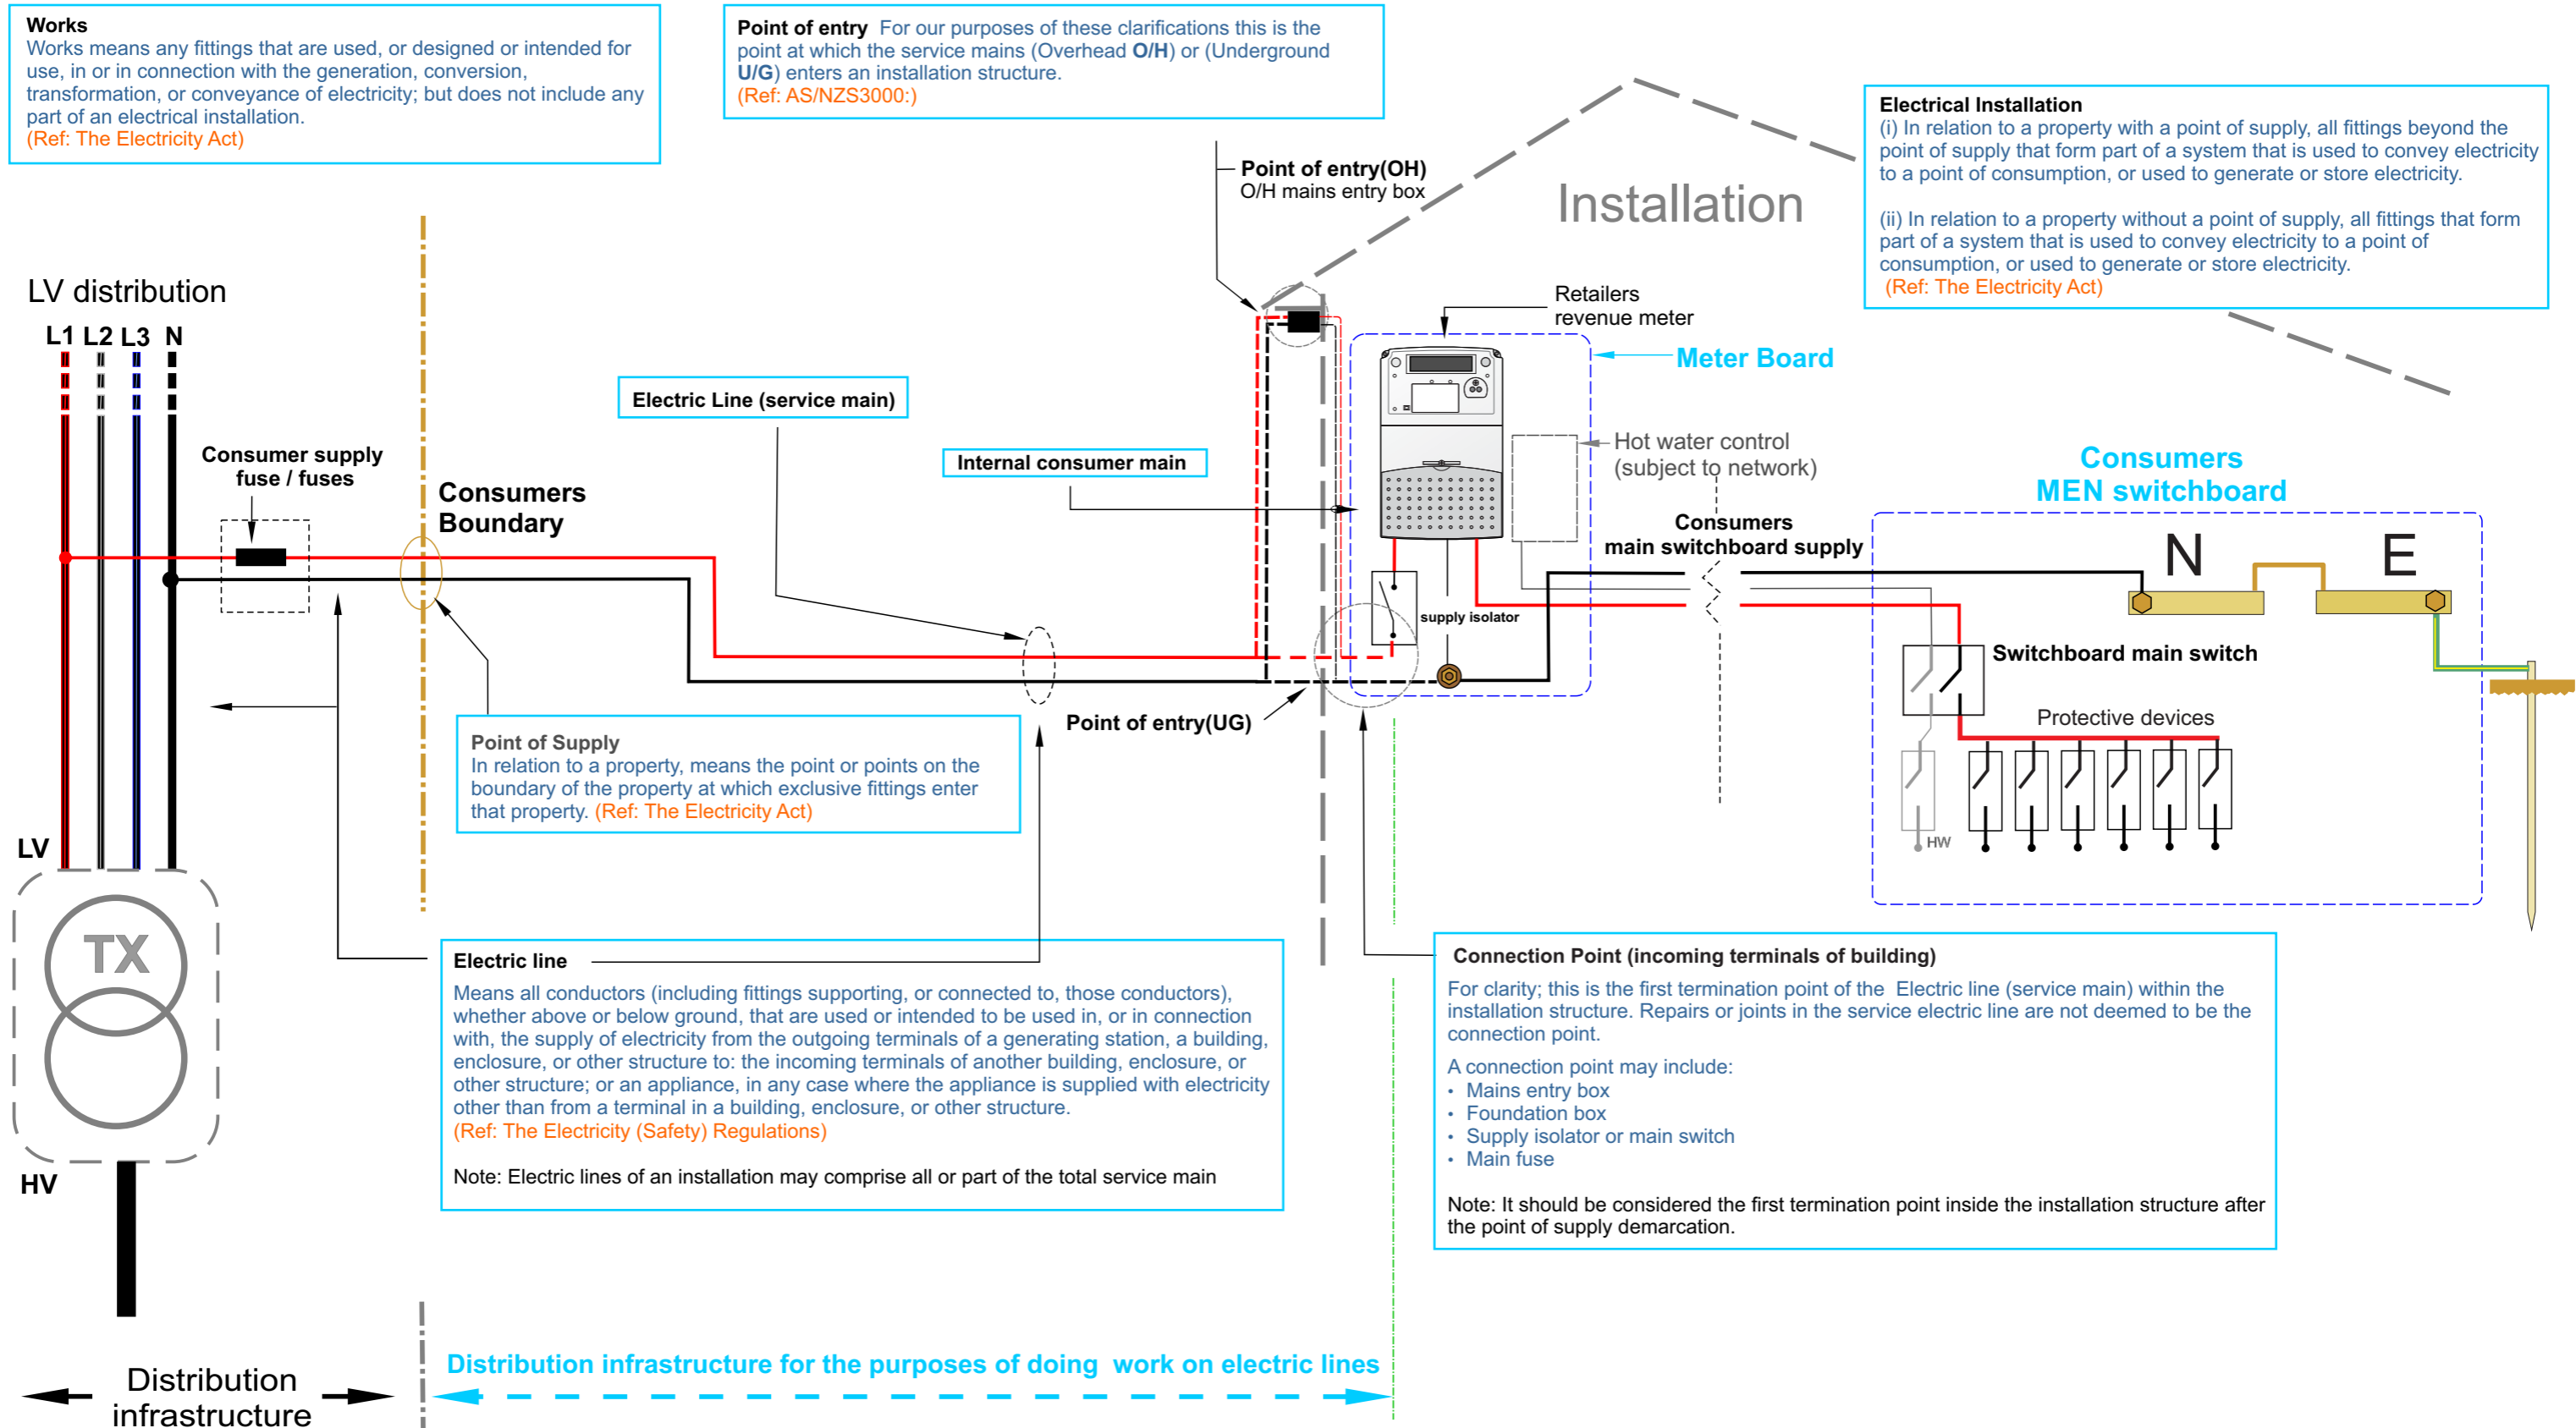 Works
Works means any fittings that are used, or designed or intended for
use, in or in connection with the generation, conversion,
transformation, or conveyance of electricity; but does not include any
part of an electrical installation.
(Ref: The Electricity Act)
Point of entry For our purposes of these clarifications this is the
point at which the service mains (Overhead O/H) or (Underground
U/G) enters an installation structure.
(Ref: AS/NZS3000:)
Electrical Installation
(i) In relation to a property with a point of supply, all fittings beyond the
point of supply that form part of a system that is used to convey electricity
to a point of consumption, or used to generate or store electricity.
(ii) In relation to a property without a point of supply, all fittings that form
part of a system that is used to convey electricity to a point of
consumption, or used to generate or store electricity.
(Ref: The Electricity Act)
Point of entry(OH)
O/H mains entry box
Installation
LV distribution
L1 L2 L3 N
Retailers
revenue meter
Meter Board
Electric Line (service main)
Internal consumer main
Hot water control
(subject to network)
Consumer supply
fuse / fuses
Consumers
Boundary
Consumers
MEN switchboard
Consumers
main switchboard supply
N E
supply isolator
Switchboard main switch
Point of entry(UG)
Protective devices
HW
Point of Supply
In relation to a property, means the point or points on the
boundary of the property at which exclusive fittings enter
that property. (Ref: The Electricity Act)
LV
TX
HV
Electric line
Means all conductors (including fittings supporting, or connected to, those conductors),
whether above or below ground, that are used or intended to be used in, or in connection
with, the supply of electricity from the outgoing terminals of a generating station, a building,
enclosure, or other structure to: the incoming terminals of another building, enclosure, or
other structure; or an appliance, in any case where the appliance is supplied with electricity
other than from a terminal in a building, enclosure, or other structure.
(Ref: The Electricity (Safety) Regulations)
Note: Electric lines of an installation may comprise all or part of the total service main
Connection Point (incoming terminals of building)
For clarity; this is the first termination point of the Electric line (service main) within the
installation structure. Repairs or joints in the service electric line are not deemed to be the
connection point.
A connection point may include:
• Mains entry box
• Foundation box
• Supply isolator or main switch
• Main fuse
Note: It should be considered the first termination point inside the installation structure after
the point of supply demarcation.
Distribution
infrastructure
Distribution infrastructure for the purposes of doing work on electric lines